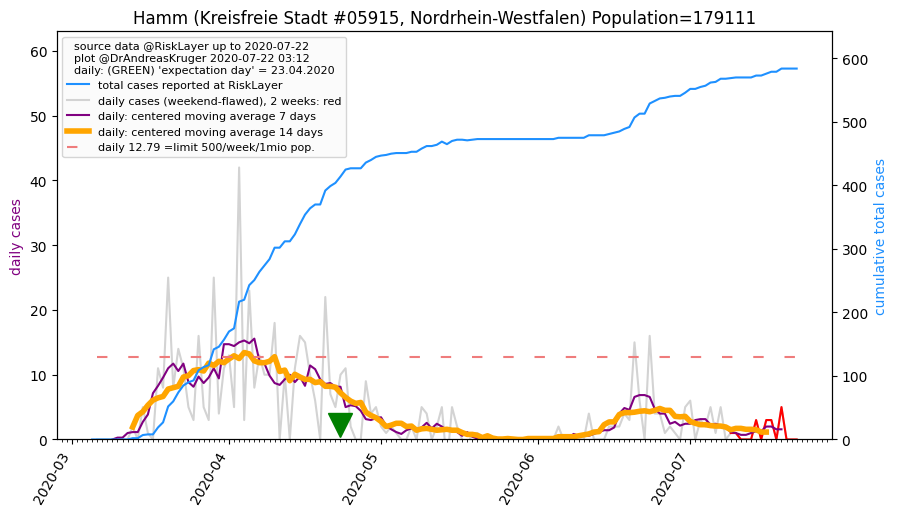 Hamm (Kreisfreie Stadt #05915, Nordrhein-Westfalen) Population=179111
source data @RiskLayer up to 2020-07-22
plot @DrAndreasKruger 2020-07-22 03:12
daily: (GREEN) 'expectation day' = 23.04.2020
total cases reported at RiskLayer
daily cases (weekend-flawed), 2 weeks: red
daily: centered moving average 7 days
daily: centered moving average 14 days
daily 12.79 =limit 500/week/1mio pop.
daily cases
60
50
40
30
20
10
0
cumulative total cases
600
500
400
300
200
100
0
2020-03
2020-04
2020-05
2020-06
2020-07